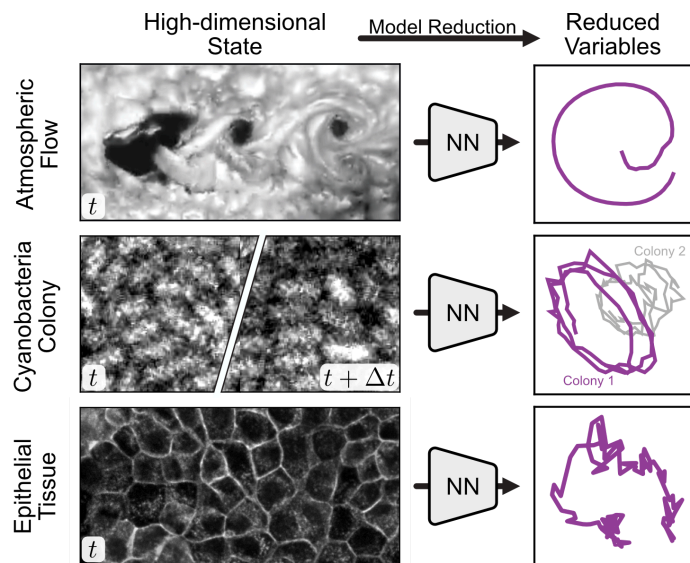 High-dimensional
State
Model Reduction
Reduced
Variables
Atmospheric
Flow
t
NN
Cyanobacteria
Colony
t
t + Δt
NN
Colony 2
Colony 1
Epithelial
Tissue
t
NN